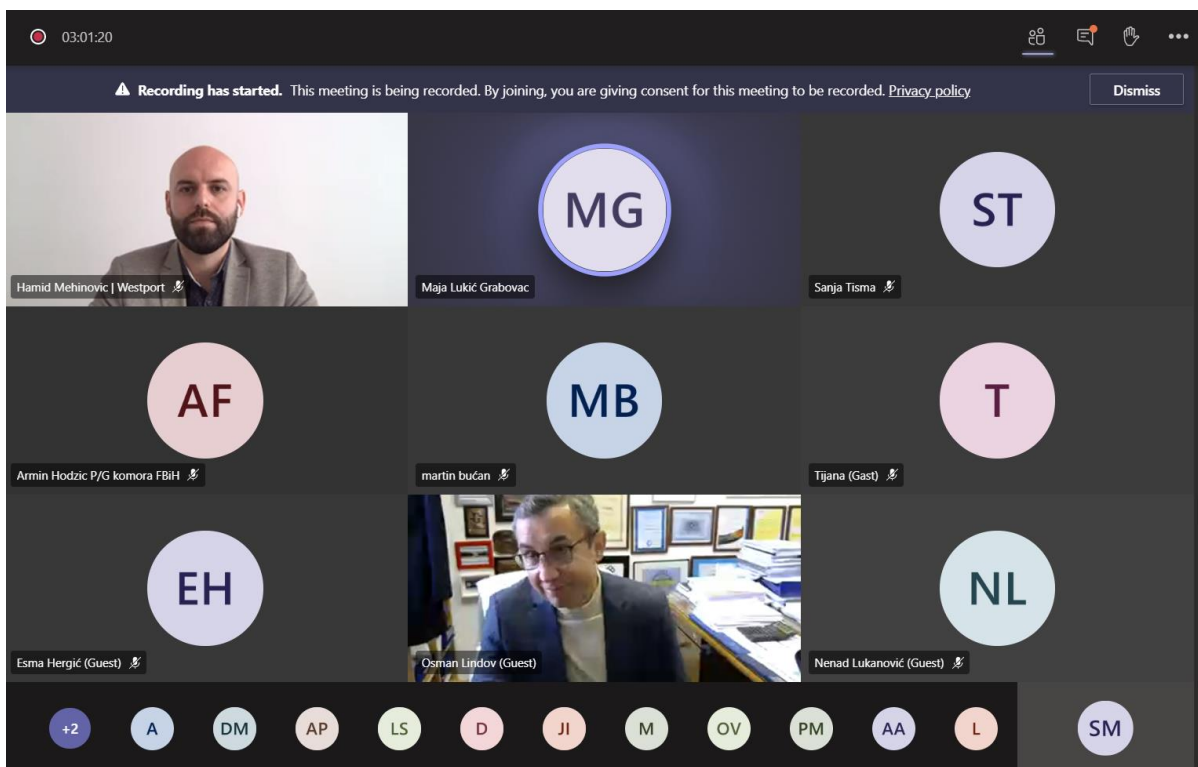 03:01:20
Recording has started. This meeting is being recorded. By joining, you are giving consent for this meeting to be recorded. Privacy policy
Dismiss
Hamid Mehinovic | Westport
MG
Maja Lukić Grabovac
ST
Sanja Tisma
AF
Armin Hodzic P/G komora FBiH
MB
martin bućan
T
Tijana (Gast)
EH
Esma Hergić (Guest)
Osman Lindov (Guest)
NL
Nenad Lukanović (Guest)
+2
A
DM
AP
LS
D
JI
M
OV
PM
AA
L
SM